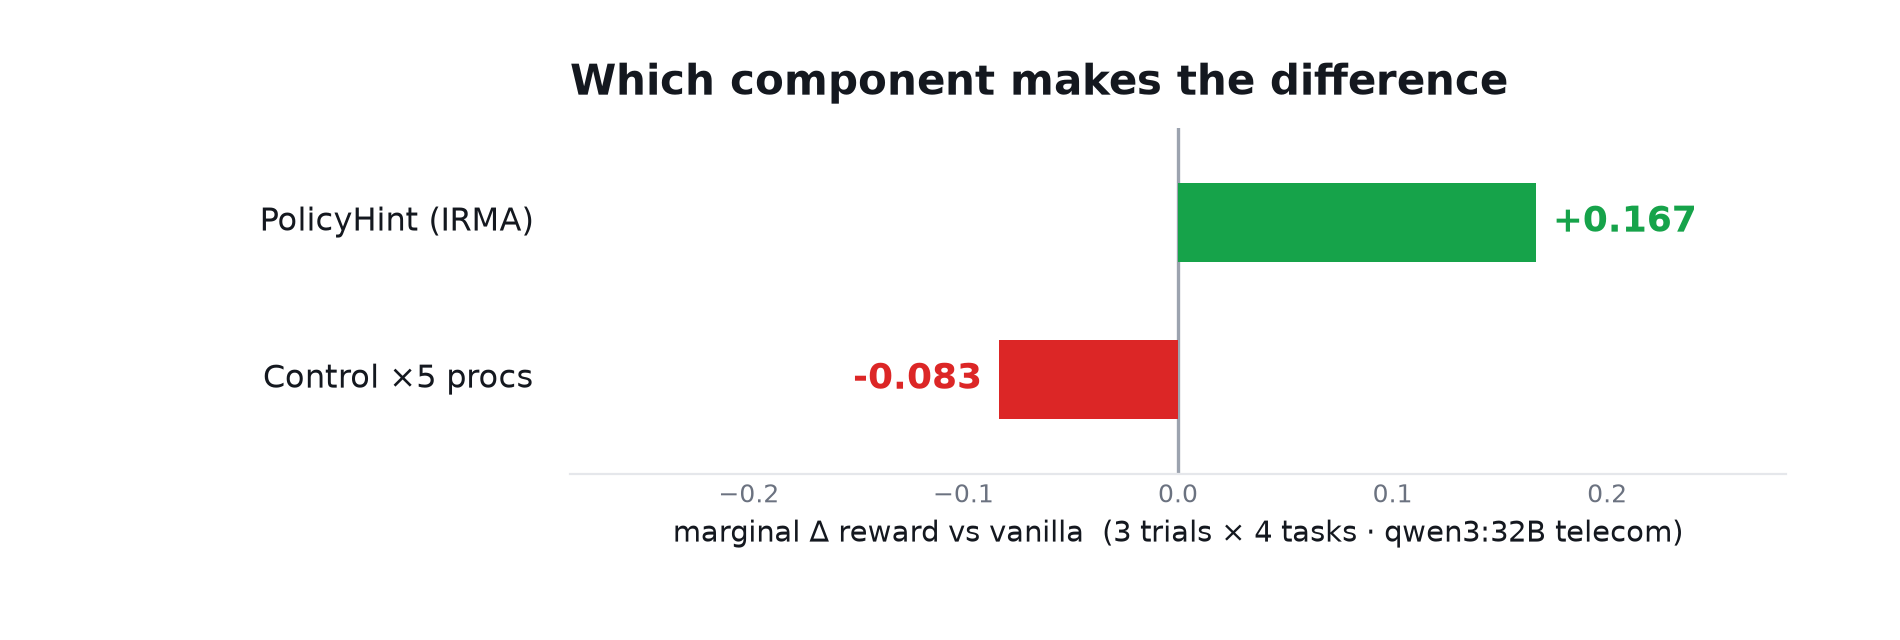 Which component makes the difference
PolicyHint (IRMA)
+0.167
Control ×5 procs
-0.083
−0.2 −0.1 0.0 0.1 0.2
marginal Δ reward vs vanilla (3 trials × 4 tasks · qwen3:32B telecom)